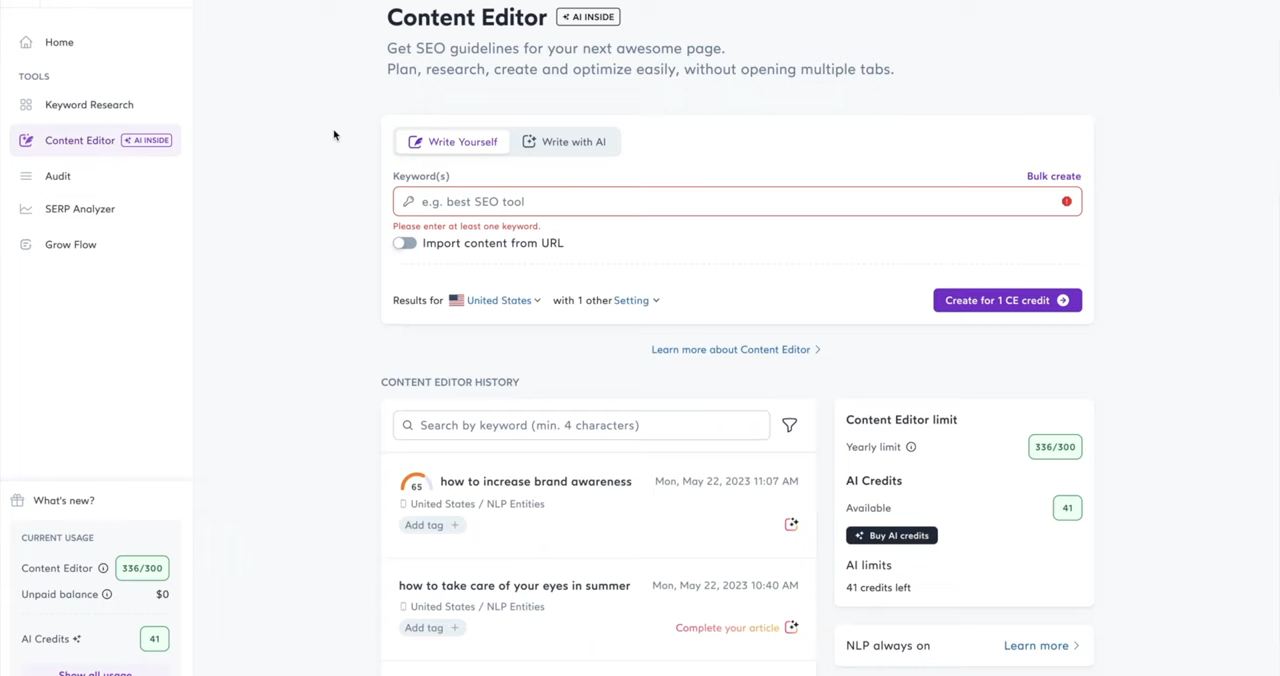 Home
TOOLS
Keyword Research
Content Editor AI INSIDE
Audit
SERP Analyzer
Grow Flow
What's new?
CURRENT USAGE
Content Editor 336/300
Unpaid balance $0
AI Credits 41
Show all usage
Content Editor AI INSIDE
Get SEO guidelines for your next awesome page.
Plan, research, create and optimize easily, without opening multiple tabs.
Write Yourself Write with AI
Keyword(s) Bulk create
e.g. best SEO tool
Please enter at least one keyword.
Import content from URL
Results for United States with 1 other Setting Create for 1 CE credit
Learn more about Content Editor
CONTENT EDITOR HISTORY
Search by keyword (min. 4 characters)
65 how to increase brand awareness Mon, May 22, 2023 11:07 AM
United States / NLP Entities
Add tag +
how to take care of your eyes in summer Mon, May 22, 2023 10:40 AM
United States / NLP Entities
Add tag + Complete your article
Content Editor limit
Yearly limit 336/300
AI Credits
Available 41
Buy AI credits
AI limits
41 credits left
NLP always on Learn more